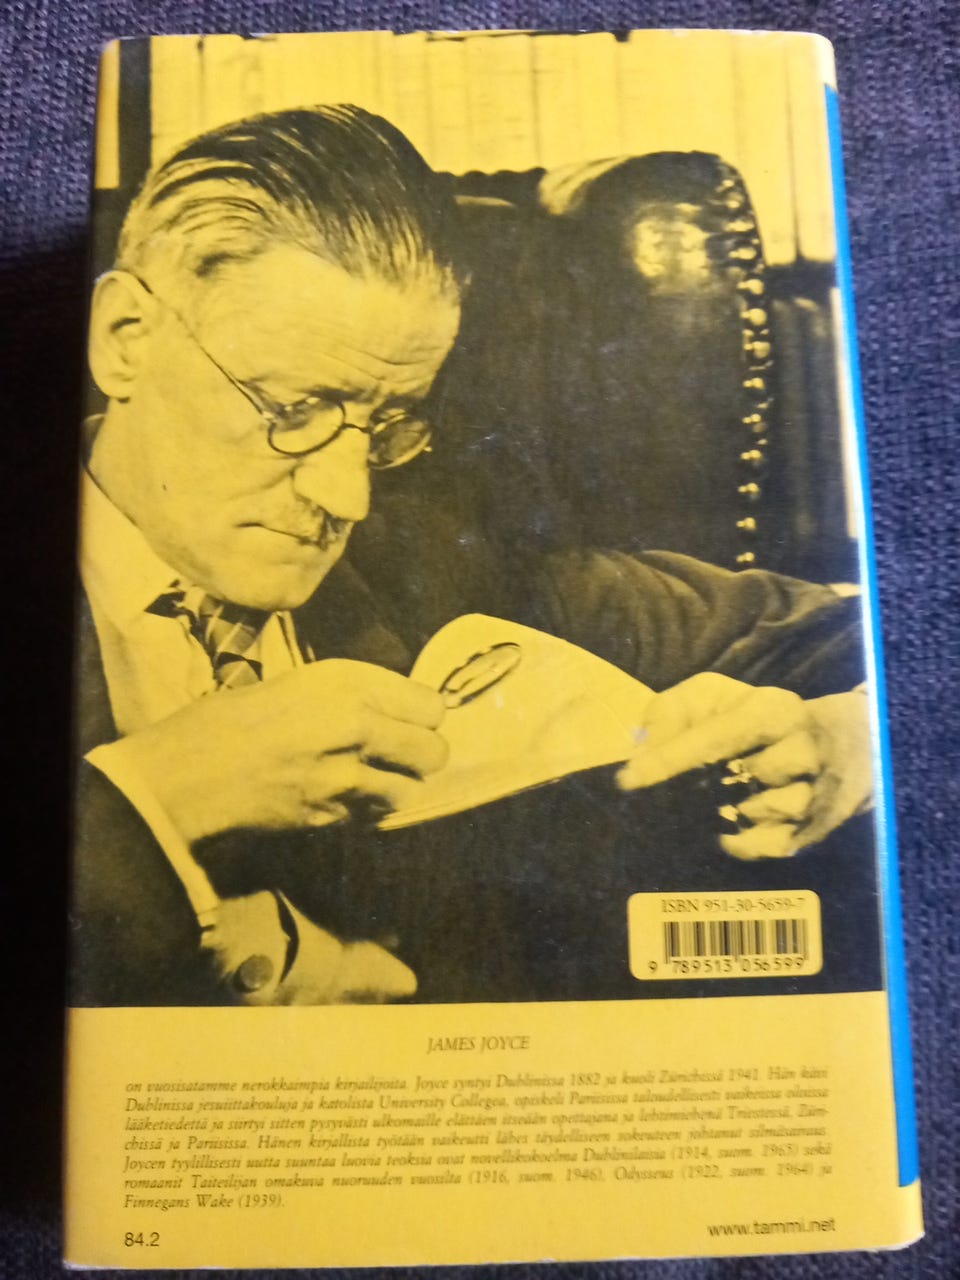 ISBN 951-30-5659-7
9 789513 056599
JAMES JOYCE
on vuosisatamme nerokkaimpia kirjailijoita. Joyce syntyi Dublinissa 1882 ja kuoli Zürichissä 1941. Hän kävi
Dublinissa jesuiittakouluja ja katolista University Collegea, opiskeli Pariisissa taloudellisesti vaikeissa oloissa
lääketiedettä ja siirtyi sitten pysyvästi ulkomaille elättäen itseään opettajana ja lehtimiehenä Triestessä, Zür-
chissä ja Pariisissa. Hänen kirjallista työtään vaikeutti lähes täydelliseen sokeuteen johtanut silmäsairaus.
Joycen tyylillisesti uutta suuntaa luovia teoksia ovat novellikokoelma Dublinilaisia (1914, suom. 1965) sekä
romaanit Taiteilijan omakuva nuoruuden vuosilta (1916, suom. 1946), Odysseus (1922, suom. 1964) ja
Finnegans Wake (1939).
84.2
www.tammi.net